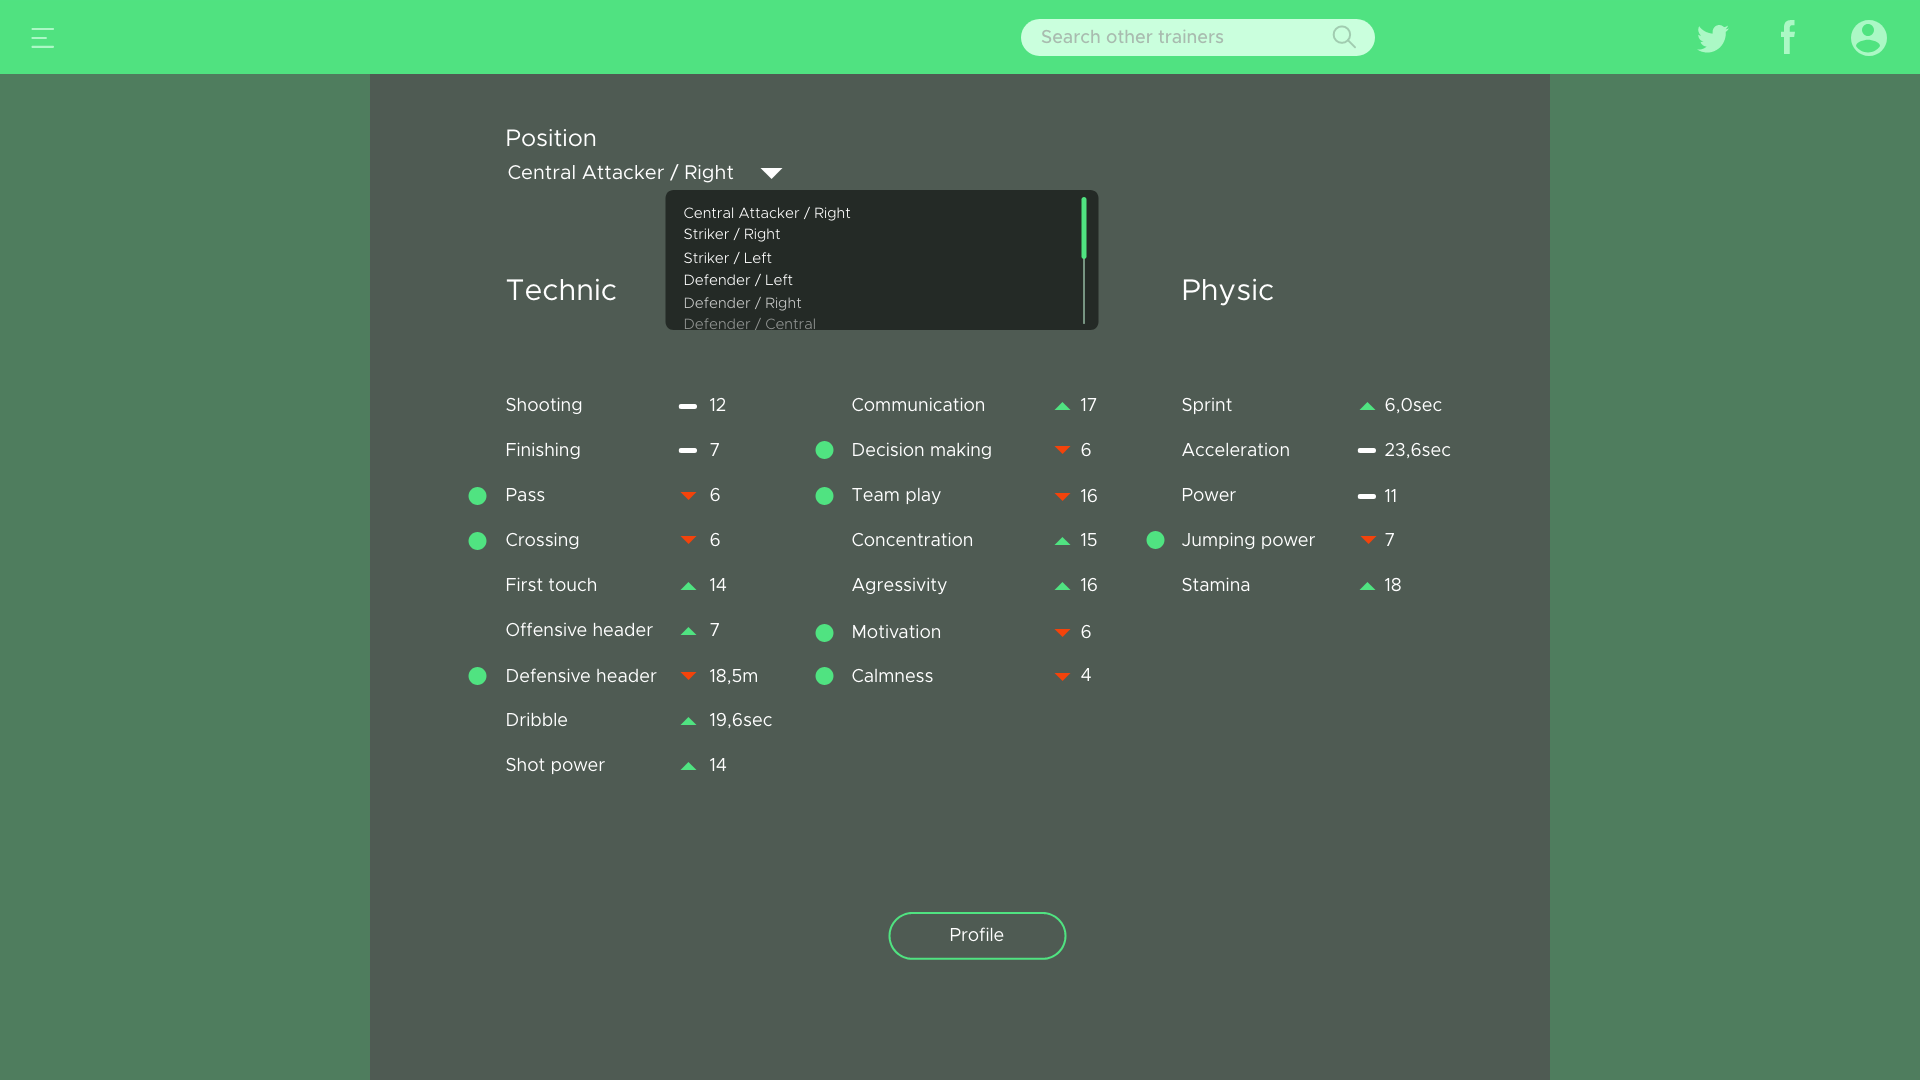 Search other trainers
Position
Central Attacker / Right
Central Attacker / Right
Striker / Right
Striker / Left
Defender / Left
Defender / Right
Defender / Central
Technic
Physic
Shooting 12
Finishing 7
Pass 6
Crossing 6
First touch 14
Offensive header 7
Defensive header 18,5m
Dribble 19,6sec
Shot power 14
Communication 17
Decision making 6
Team play 16
Concentration 15
Agressivity 16
Motivation 6
Calmness 4
Sprint 6,0sec
Acceleration 23,6sec
Power 11
Jumping power 7
Stamina 18
Profile